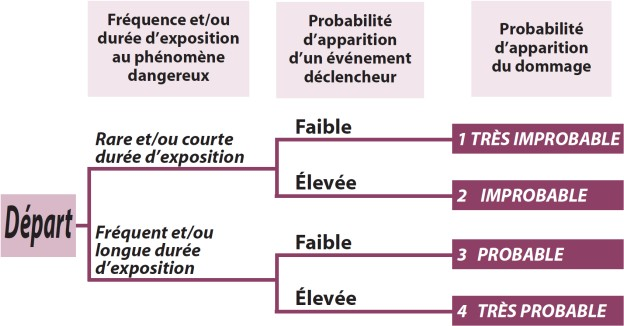 Fréquence et/ou
durée d'exposition
au phénomène
dangereux
Probabilité
d'apparition
d'un événement
déclencheur
Probabilité
d'apparition
du dommage
Départ
Rare et/ou courte
durée d'exposition
Faible
1 TRÈS IMPROBABLE
Élevée
2 IMPROBABLE
Fréquent et/ou
longue durée
d'exposition
Faible
3 PROBABLE
Élevée
4 TRÈS PROBABLE